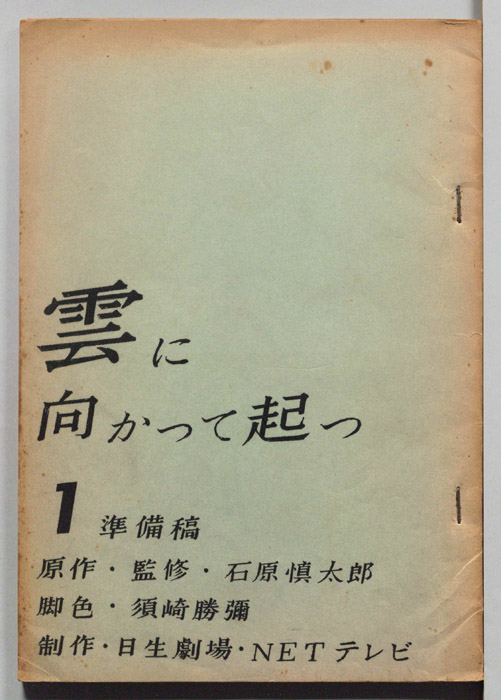 雲に
向かって起つ
1 準備稿
原作・監修・石原慎太郎
脚色・須崎勝彌
制作・日生劇場・NETテレビ